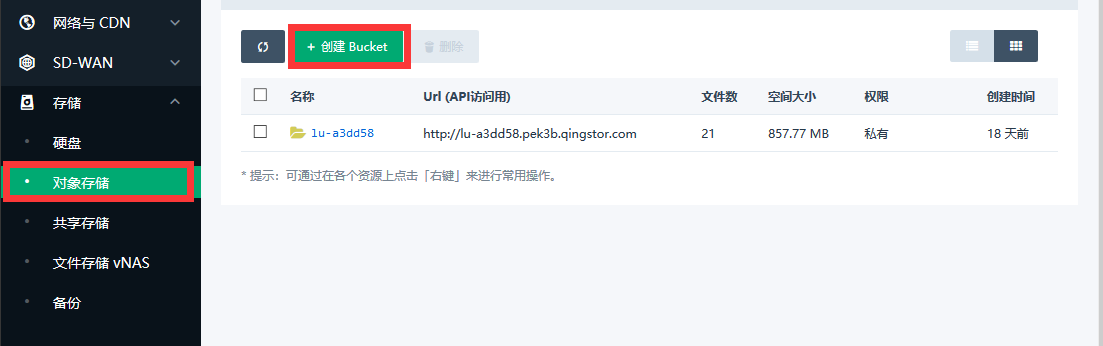 网络与 CDN
SD-WAN
存储
硬盘
对象存储
共享存储
文件存储 vNAS
备份
+ 创建 Bucket
删除
名称 Url (API访问用) 文件数 空间大小 权限 创建时间
lu-a3dd58 http://lu-a3dd58.pek3b.qingstor.com 21 857.77 MB 私有 18 天前
* 提示：可通过在各个资源上点击「右键」来进行常用操作。